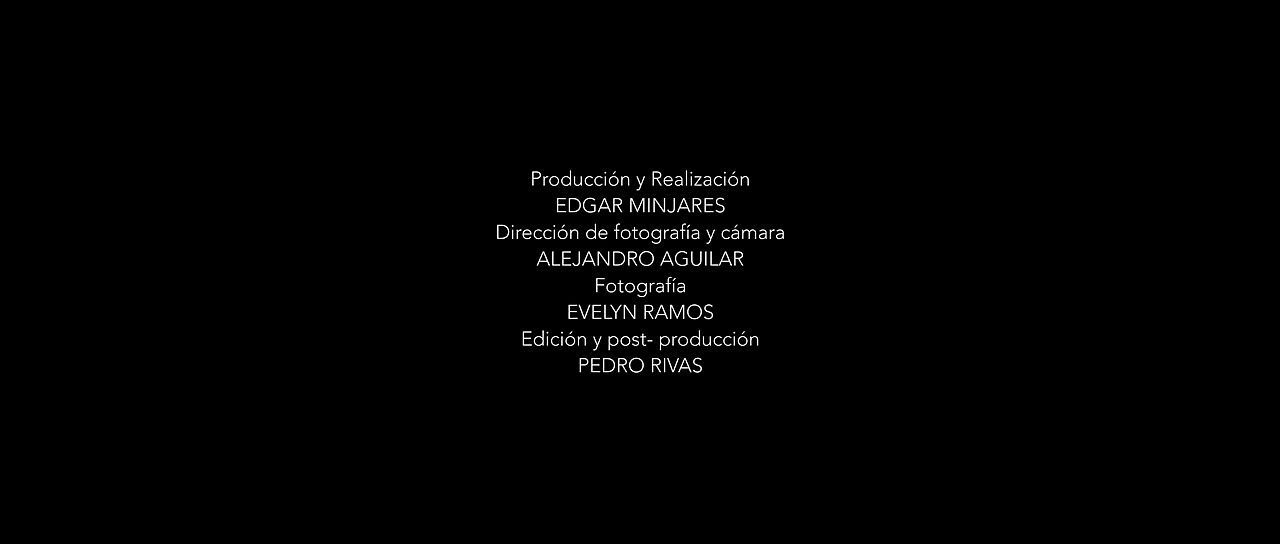 Producción y Realización
EDGAR MINJARES
Dirección de fotografía y cámara
ALEJANDRO AGUILAR
Fotografía
EVELYN RAMOS
Edición y post- producción
PEDRO RIVAS